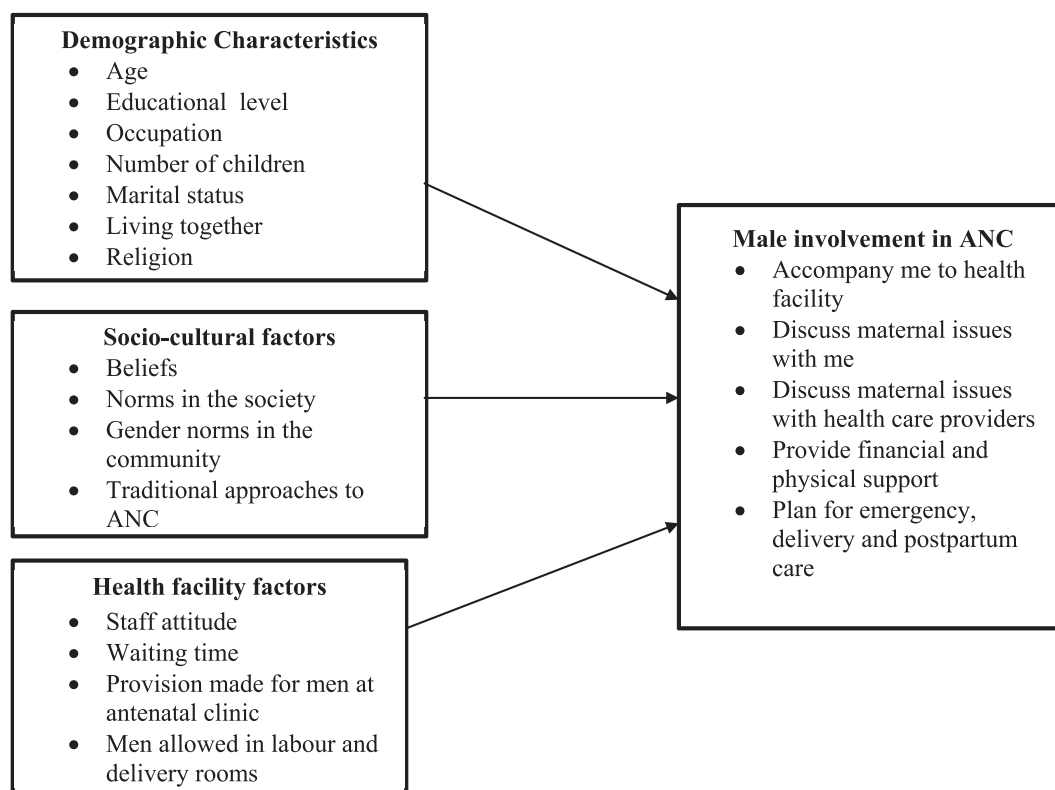 Demographic Characteristics
• Age
• Educational level
• Occupation
• Number of children
• Marital status
• Living together
• Religion
Socio-cultural factors
• Beliefs
• Norms in the society
• Gender norms in the
community
• Traditional approaches to
ANC
Health facility factors
• Staff attitude
• Waiting time
• Provision made for men at
antenatal clinic
• Men allowed in labour and
delivery rooms
Male involvement in ANC
• Accompany me to health
facility
• Discuss maternal issues
with me
• Discuss maternal issues
with health care providers
• Provide financial and
physical support
• Plan for emergency,
delivery and postpartum
care